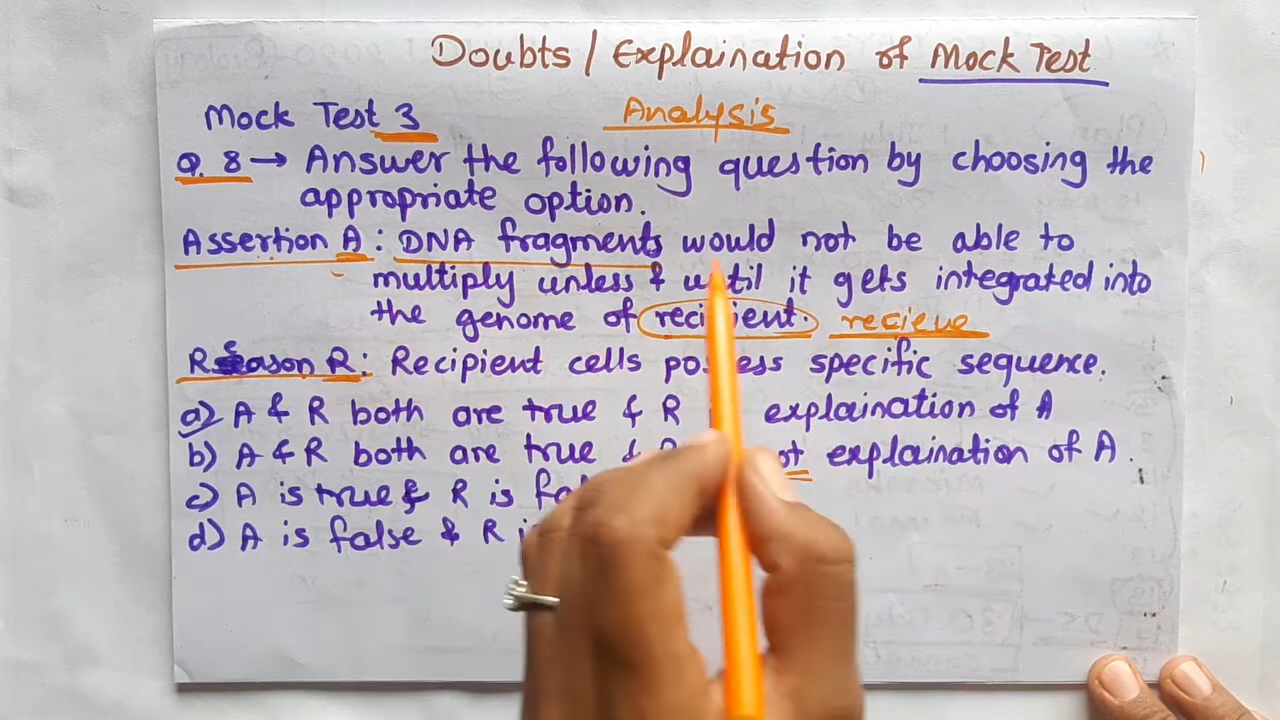 Doubts / Explaination of Mock Test
Mock Test 3 Analysis
Q. 8 → Answer the following question by choosing the
appropriate option.
Assertion A : DNA fragments would not be able to
multiply unless & until it gets integrated into
the genome of recipient. recieve
Reason R : Recipient cells possess specific sequence.
a) A & R both are true & R explaination of A
b) A & R both are true & explaination of A.
c) A is true & R is
d) A is false & R